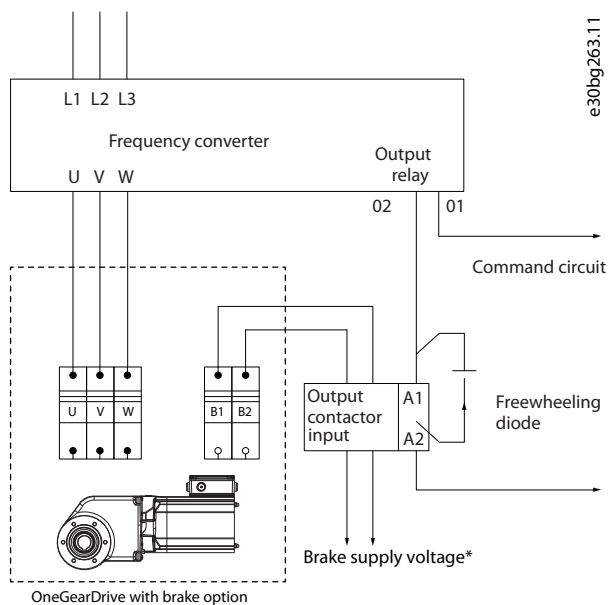 e30bg263.11
L1 L2 L3
Frequency converter
Output
relay
U V W
02 01
Command circuit
U V W
B1 B2
Output
contactor
input
A1
A2
Freewheeling
diode
Brake supply voltage*
OneGearDrive with brake option